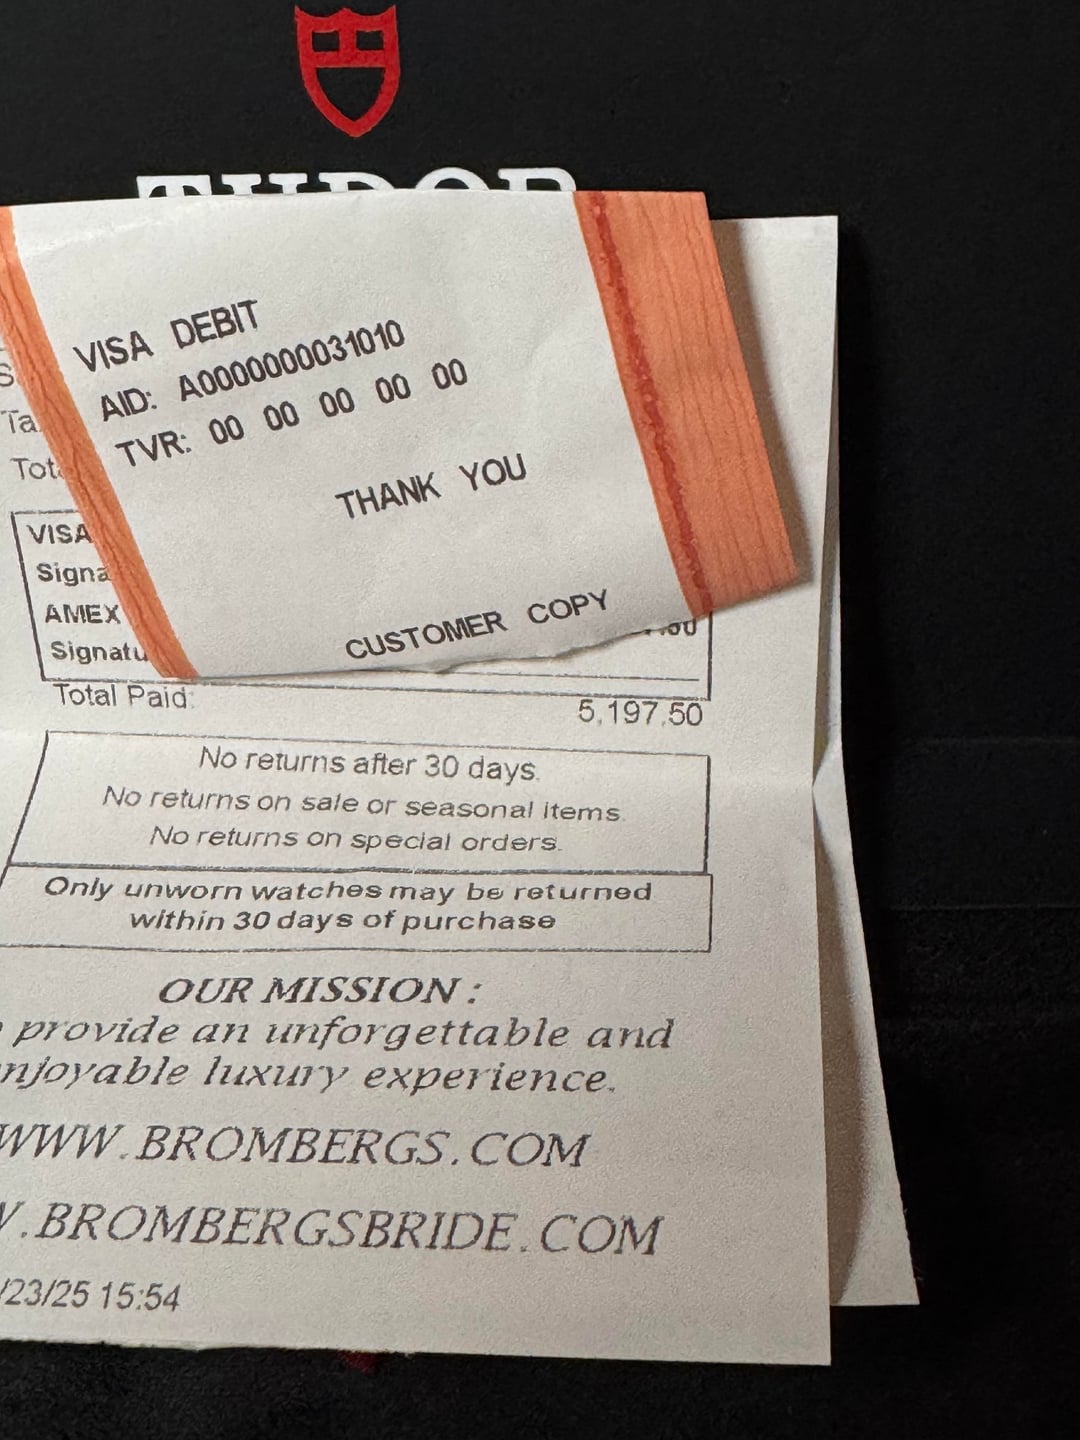 TUDOR
VISA DEBIT
AID: A0000000031010
TVR: 00 00 00 00 00
THANK YOU
CUSTOMER COPY
VISA
AMEX
Total Paid: 5,197.50
No returns after 30 days.
No returns on sale or seasonal items.
No returns on special orders.
Only unworn watches may be returned
within 30 days of purchase
OUR MISSION :
provide an unforgettable and
njoyable luxury experience.
WWW.BROMBERGS.COM
W.BROMBERGSBRIDE.COM
/23/25 15:54